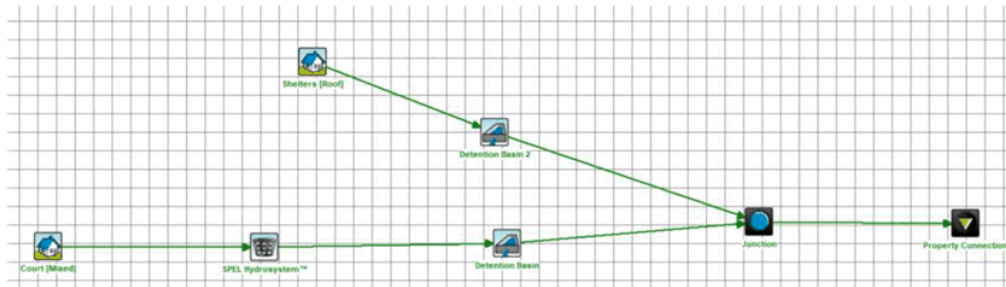 Shelters [Roof]
Detention Basin 2
Junction
Property Connection
Court [Mixed]
SPEL Hydrosystem™
Detention Basin